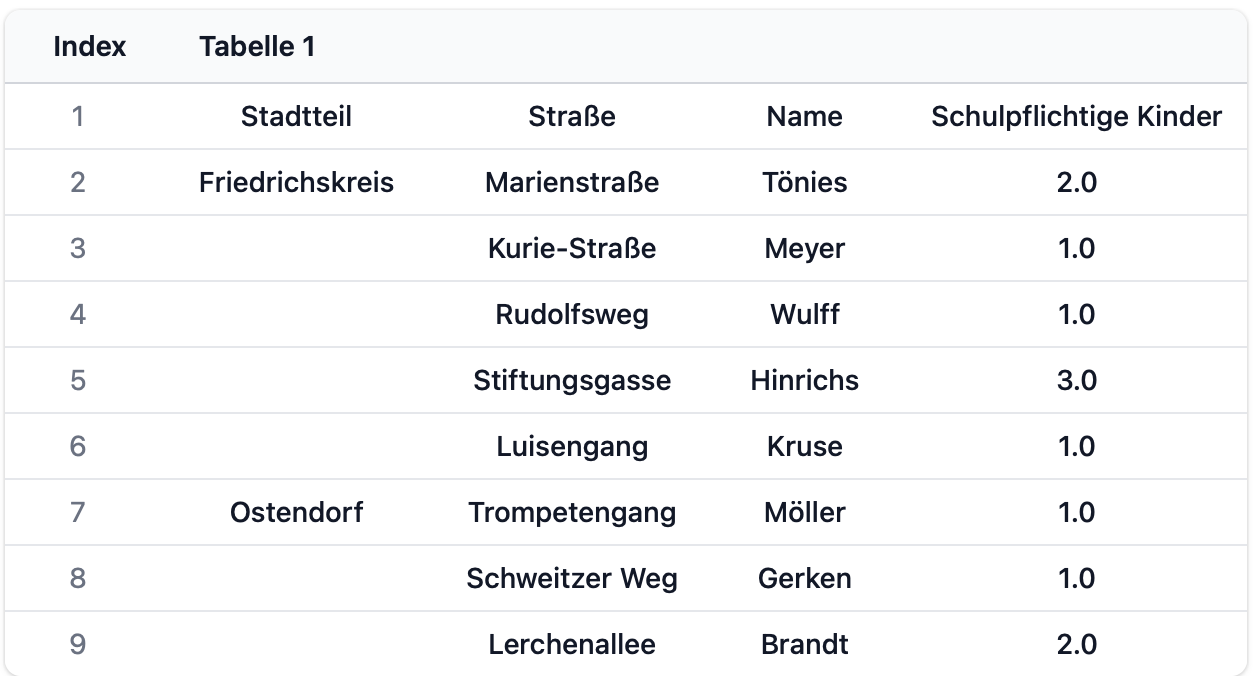 Index Tabelle 1
1 Stadtteil Straße Name Schulpflichtige Kinder
2 Friedrichskreis Marienstraße Tönies 2.0
3 Kurie-Straße Meyer 1.0
4 Rudolfsweg Wulff 1.0
5 Stiftungsgasse Hinrichs 3.0
6 Luisengang Kruse 1.0
7 Ostendorf Trompetengang Möller 1.0
8 Schweitzer Weg Gerken 1.0
9 Lerchenallee Brandt 2.0